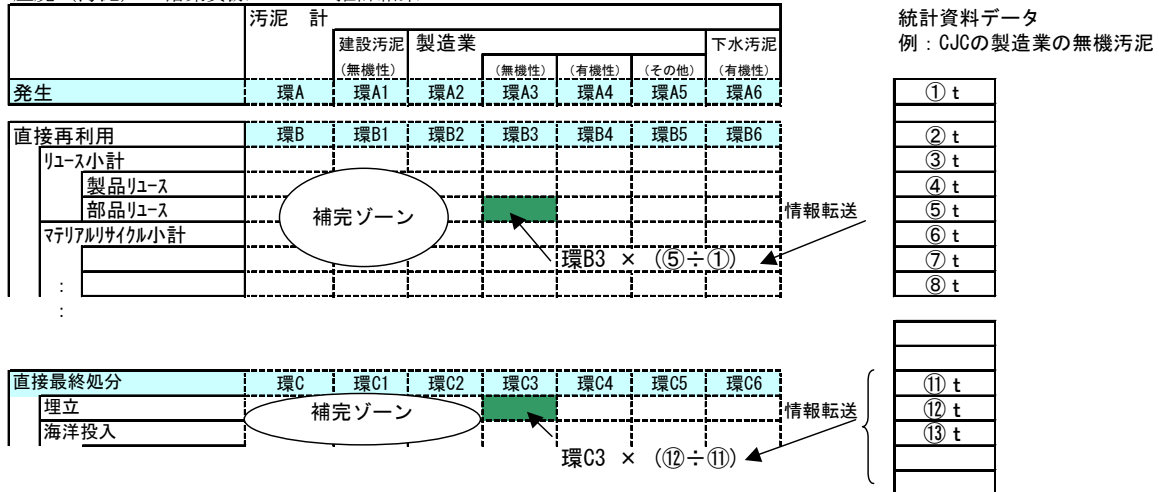 汚泥 計
統計資料データ
建設汚泥 製造業 下水汚泥
例：CJCの製造業の無機汚泥
(無機性) (無機性) (有機性) (その他) (有機性)
発生 環A 環A1 環A2 環A3 環A4 環A5 環A6 ① t
直接再利用 環B 環B1 環B2 環B3 環B4 環B5 環B6 ② t
ﾘﾕｰｽ小計 ③ t
製品ﾘﾕｰｽ ④ t
部品ﾘﾕｰｽ 補完ゾーン 情報転送 ⑤ t
ﾏﾃﾘｱﾙﾘｻｲｸﾙ小計 ⑥ t
環B3 × (⑤÷①) ⑦ t
: ⑧ t
:
直接最終処分 環C 環C1 環C2 環C3 環C4 環C5 環C6 ⑪ t
埋立 補完ゾーン 情報転送 ⑫ t
海洋投入 ⑬ t
環C3 × (⑫÷⑪)